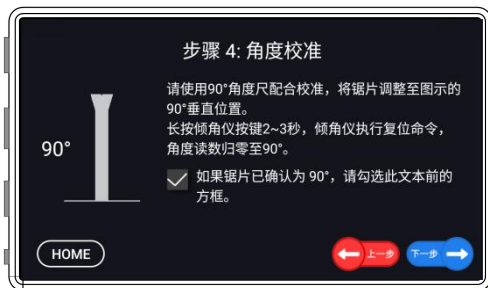 步骤 4: 角度校准
请使用90°角度尺配合校准，将锯片调整至图示的
90°垂直位置。
长按倾角仪按键2~3秒，倾角仪执行复位命令，
角度读数归零至90°。
90°
如果锯片已确认为 90°，请勾选此文本前的
方框。
HOME
上一步
下一步